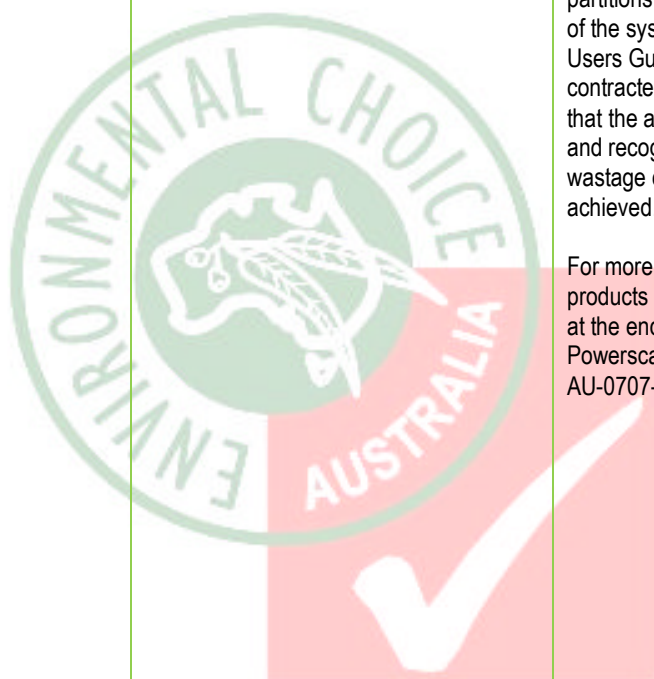 ENVIRONMENTAL CHOICE
AUSTRALIA
partitions
of the sys
Users Gu
contracte
that the a
and recog
wastage
achieved
For more
products
at the en
Powersca
AU-0707-